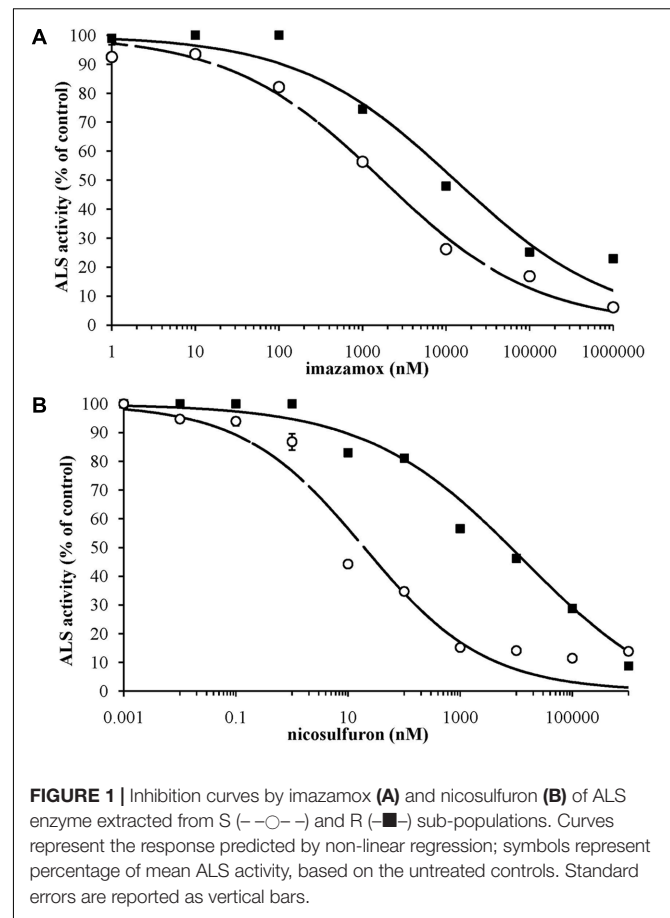 A
ALS activity (% of control)
100
90
80
70
60
50
40
30
20
10
0
1 10 100 1000 10000 100000 1000000
imazamox (nM)
B
ALS activity (% of control)
100
90
80
70
60
50
40
30
20
10
0
0.001 0.1 10 1000 100000
nicosulfuron (nM)
FIGURE 1 | Inhibition curves by imazamox (A) and nicosulfuron (B) of ALS
enzyme extracted from S (– –○– –) and R (–■–) sub-populations. Curves
represent the response predicted by non-linear regression; symbols represent
percentage of mean ALS activity, based on the untreated controls. Standard
errors are reported as vertical bars.